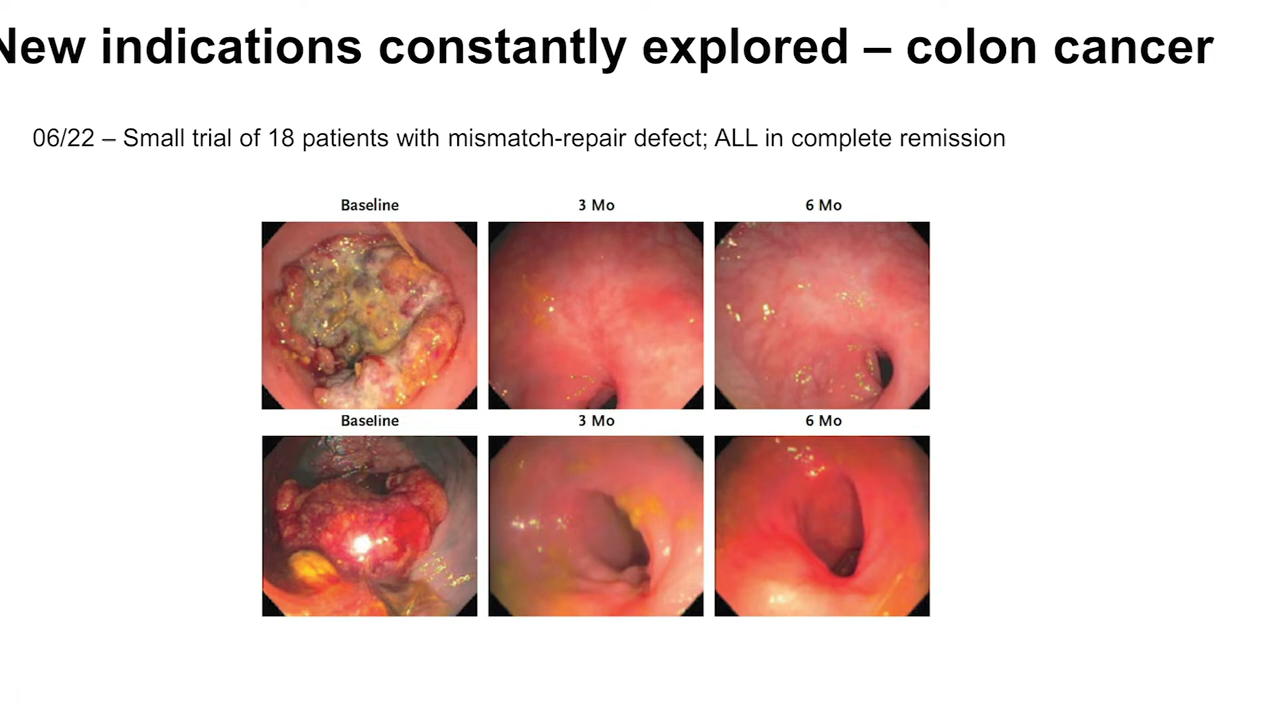 New indications constantly explored – colon cancer
06/22 – Small trial of 18 patients with mismatch-repair defect; ALL in complete remission
Baseline 3 Mo 6 Mo
Baseline 3 Mo 6 Mo